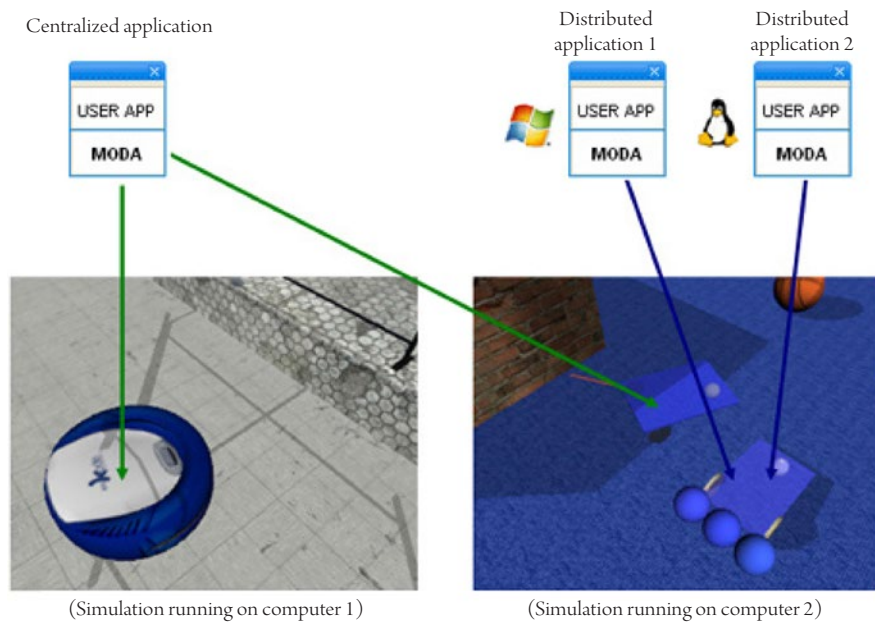 Centralized application
Distributed
application 1
Distributed
application 2
USER APP
MODA
USER APP
MODA
USER APP
MODA
(Simulation running on computer 1)
(Simulation running on computer 2)